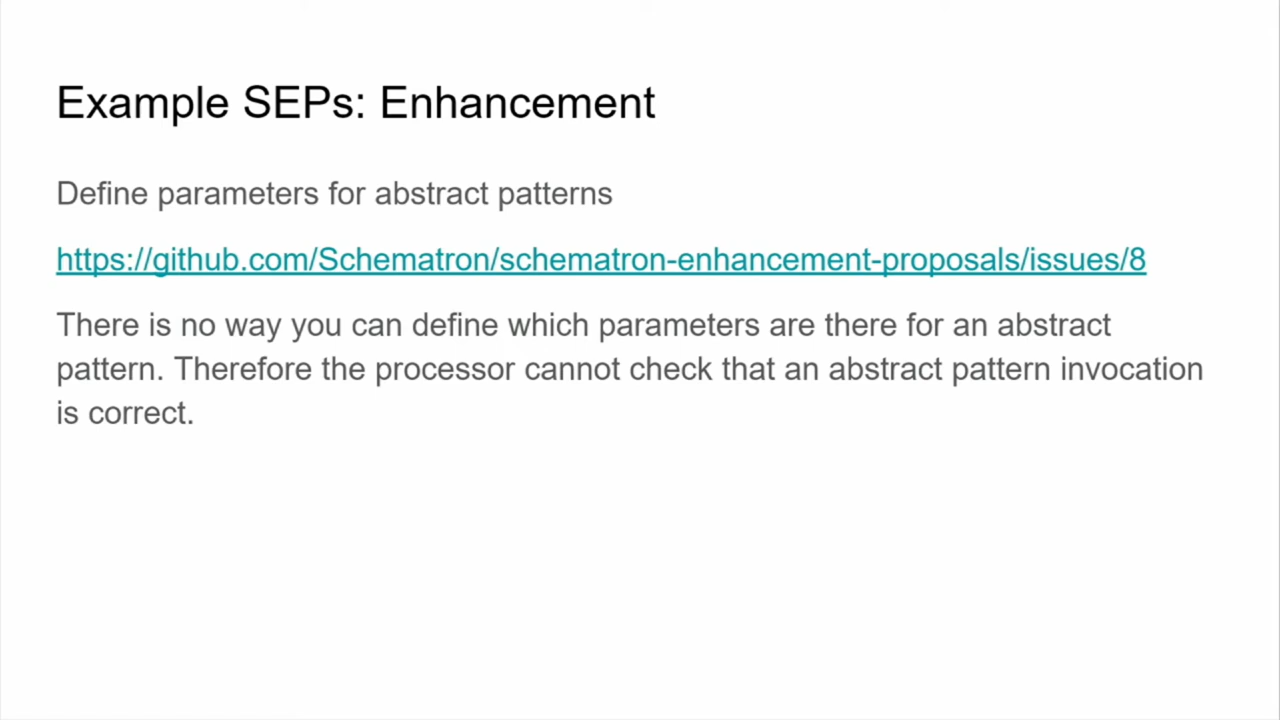 Example SEPs: Enhancement
Define parameters for abstract patterns
https://github.com/Schematron/schematron-enhancement-proposals/issues/8
There is no way you can define which parameters are there for an abstract
pattern. Therefore the processor cannot check that an abstract pattern invocation
is correct.